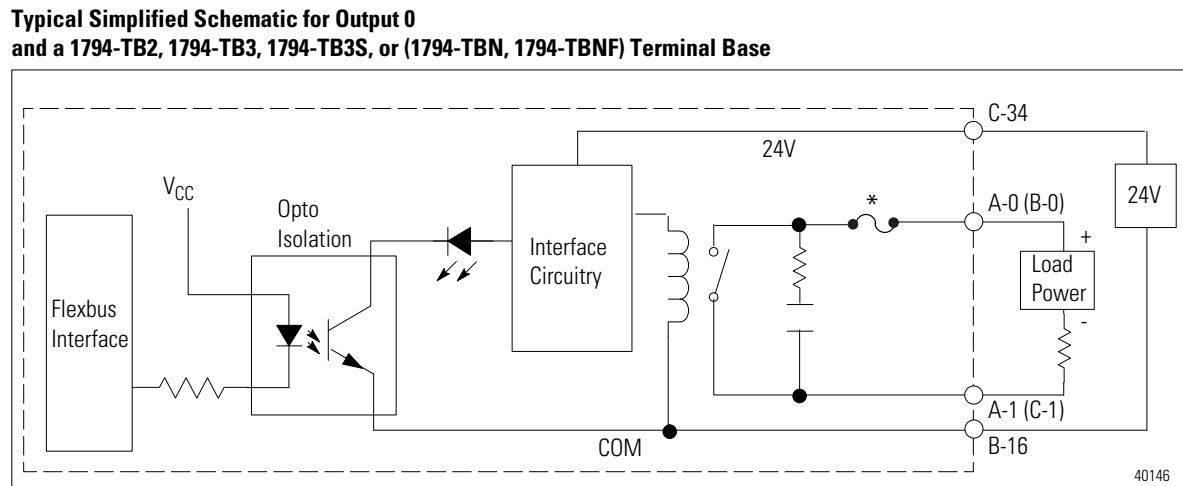 Typical Simplified Schematic for Output 0
and a 1794-TB2, 1794-TB3, 1794-TB3S, or (1794-TBN, 1794-TBNF) Terminal Base
C-34
24V
24V
VCC
Opto
Isolation
*
A-0 (B-0)
+
Load
Power
-
Interface
Circuitry
Flexbus
Interface
A-1 (C-1)
COM
B-16
40146